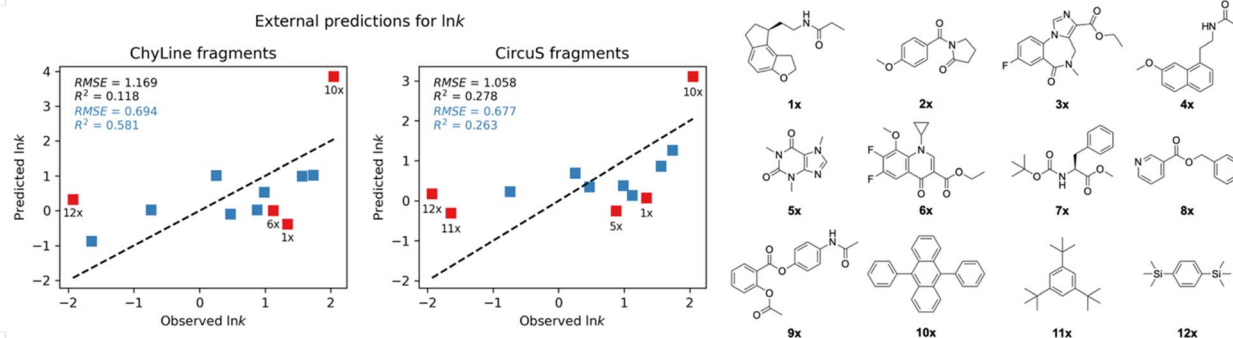 External predictions for lnk
ChyLine fragments
RMSE = 1.169
R² = 0.118
RMSE = 0.694
R² = 0.581
10x
12x
6x
1x
4
3
2
1
0
−1
−2
Predicted lnk
−2
−1
0
1
2
Observed lnk
CircuS fragments
RMSE = 1.058
R² = 0.278
RMSE = 0.677
R² = 0.263
10x
12x
11x
5x
1x
3
2
1
0
−1
−2
Predicted lnk
−2
−1
0
1
2
Observed lnk
H
N
O
O
1x
O
N
O
O
2x
N
N
O
O
F
N
O
3x
O
HN
O
4x
O
N
N
O
N
N
5x
O
F
N
F
O
O
O
6x
O
O
N
H
O
O
7x
O
O
N
8x
H
N
O
O
O
O
O
9x
10x
11x
Si
Si
12x